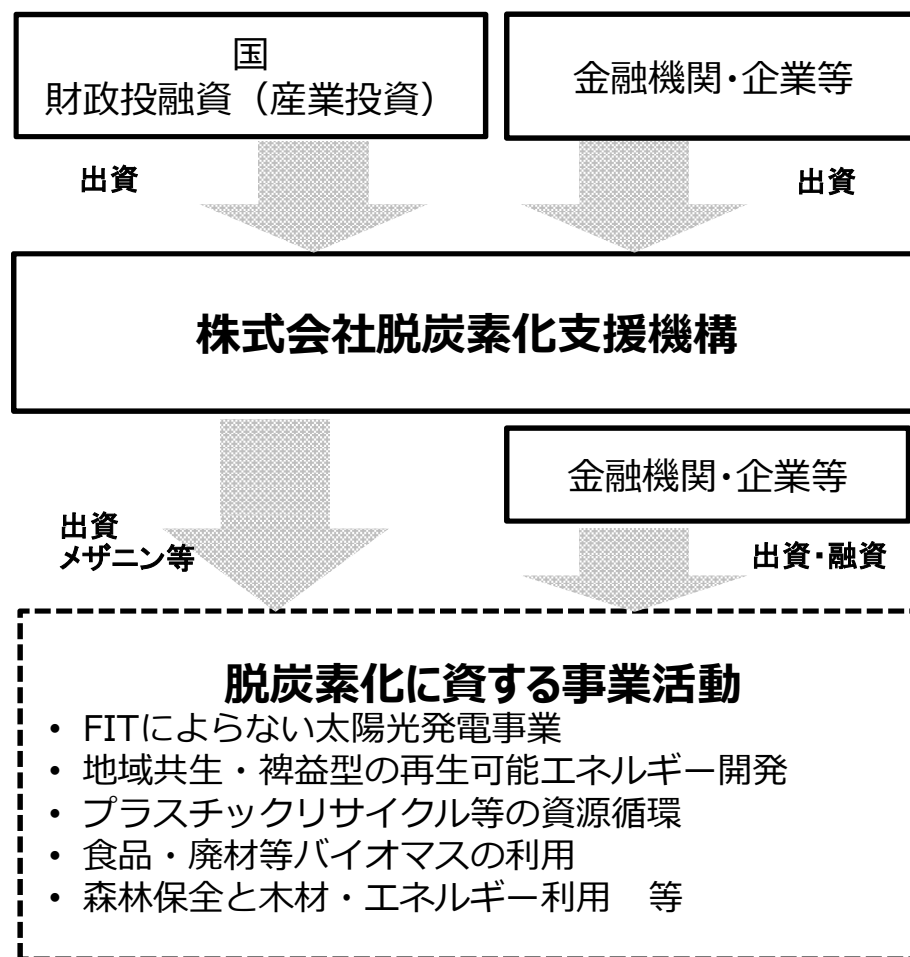 国
財政投融資（産業投資）
金融機関・企業等
出資
出資
株式会社脱炭素化支援機構
金融機関・企業等
出資
メザニン等
出資・融資
脱炭素化に資する事業活動
• FITによらない太陽光発電事業
• 地域共生・裨益型の再生可能エネルギー開発
• プラスチックリサイクル等の資源循環
• 食品・廃材等バイオマスの利用
• 森林保全と木材・エネルギー利用　等